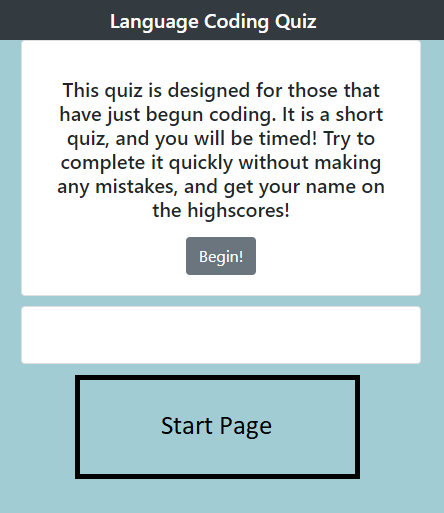 Language Coding Quiz
This quiz is designed for those that
have just begun coding. It is a short
quiz, and you will be timed! Try to
complete it quickly without making
any mistakes, and get your name on
the highscores!
Begin!
Start Page